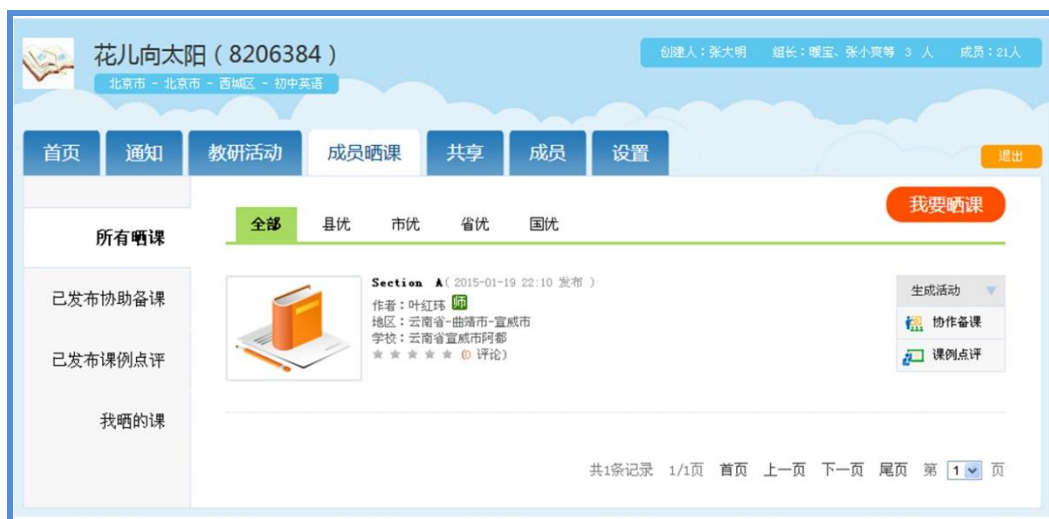 花儿向太阳（8206384）
创建人：张大明 组长：暖宝、张小爽等 3 人 成员：21人
北京市 - 北京市 - 西城区 - 初中英语
首页 通知 教研活动 成员晒课 共享 成员 设置
退出
我要晒课
所有晒课
全部 县优 市优 省优 国优
已发布协助备课
已发布课例点评
我晒的课
Section A( 2015-01-19 22:10 发布 )
作者：叶红玮 师
地区：云南省-曲靖市-宣威市
学校：云南省宣威市阿都
(0 评论)
生成活动
协作备课
课例点评
共1条记录 1/1页 首页 上一页 下一页 尾页 第 1 页